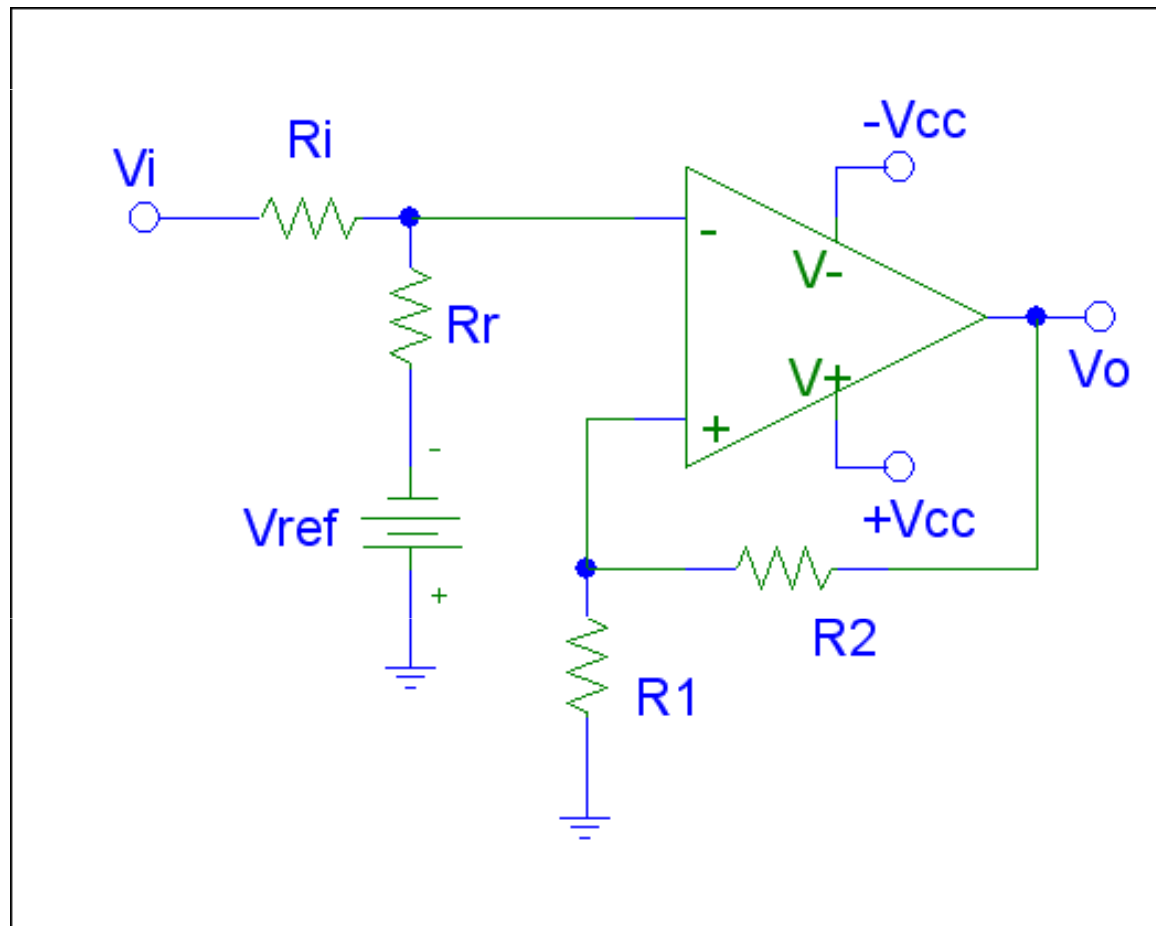 -Vcc
Ri
Vi
-
V-
Rr
Vo
V+
+
-
Vref
+Vcc
+
R2
R1